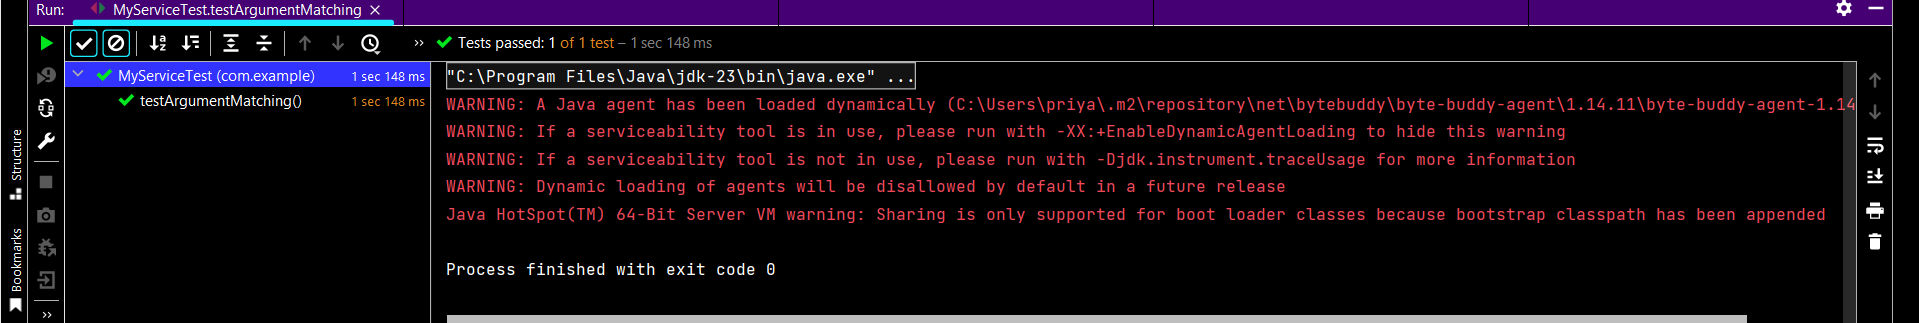 Run: MyServiceTest.testArgumentMatching ×
>> Tests passed: 1 of 1 test – 1 sec 148 ms
MyServiceTest (com.example) 1 sec 148 ms
testArgumentMatching() 1 sec 148 ms
"C:\Program Files\Java\jdk-23\bin\java.exe" ...
WARNING: A Java agent has been loaded dynamically (C:\Users\priya\.m2\repository\net\bytebuddy\byte-buddy-agent\1.14.11\byte-buddy-agent-1.14
WARNING: If a serviceability tool is in use, please run with -XX:+EnableDynamicAgentLoading to hide this warning
WARNING: If a serviceability tool is not in use, please run with -Djdk.instrument.traceUsage for more information
WARNING: Dynamic loading of agents will be disallowed by default in a future release
Java HotSpot(TM) 64-Bit Server VM warning: Sharing is only supported for boot loader classes because bootstrap classpath has been appended
Process finished with exit code 0
Structure
Bookmarks
>>